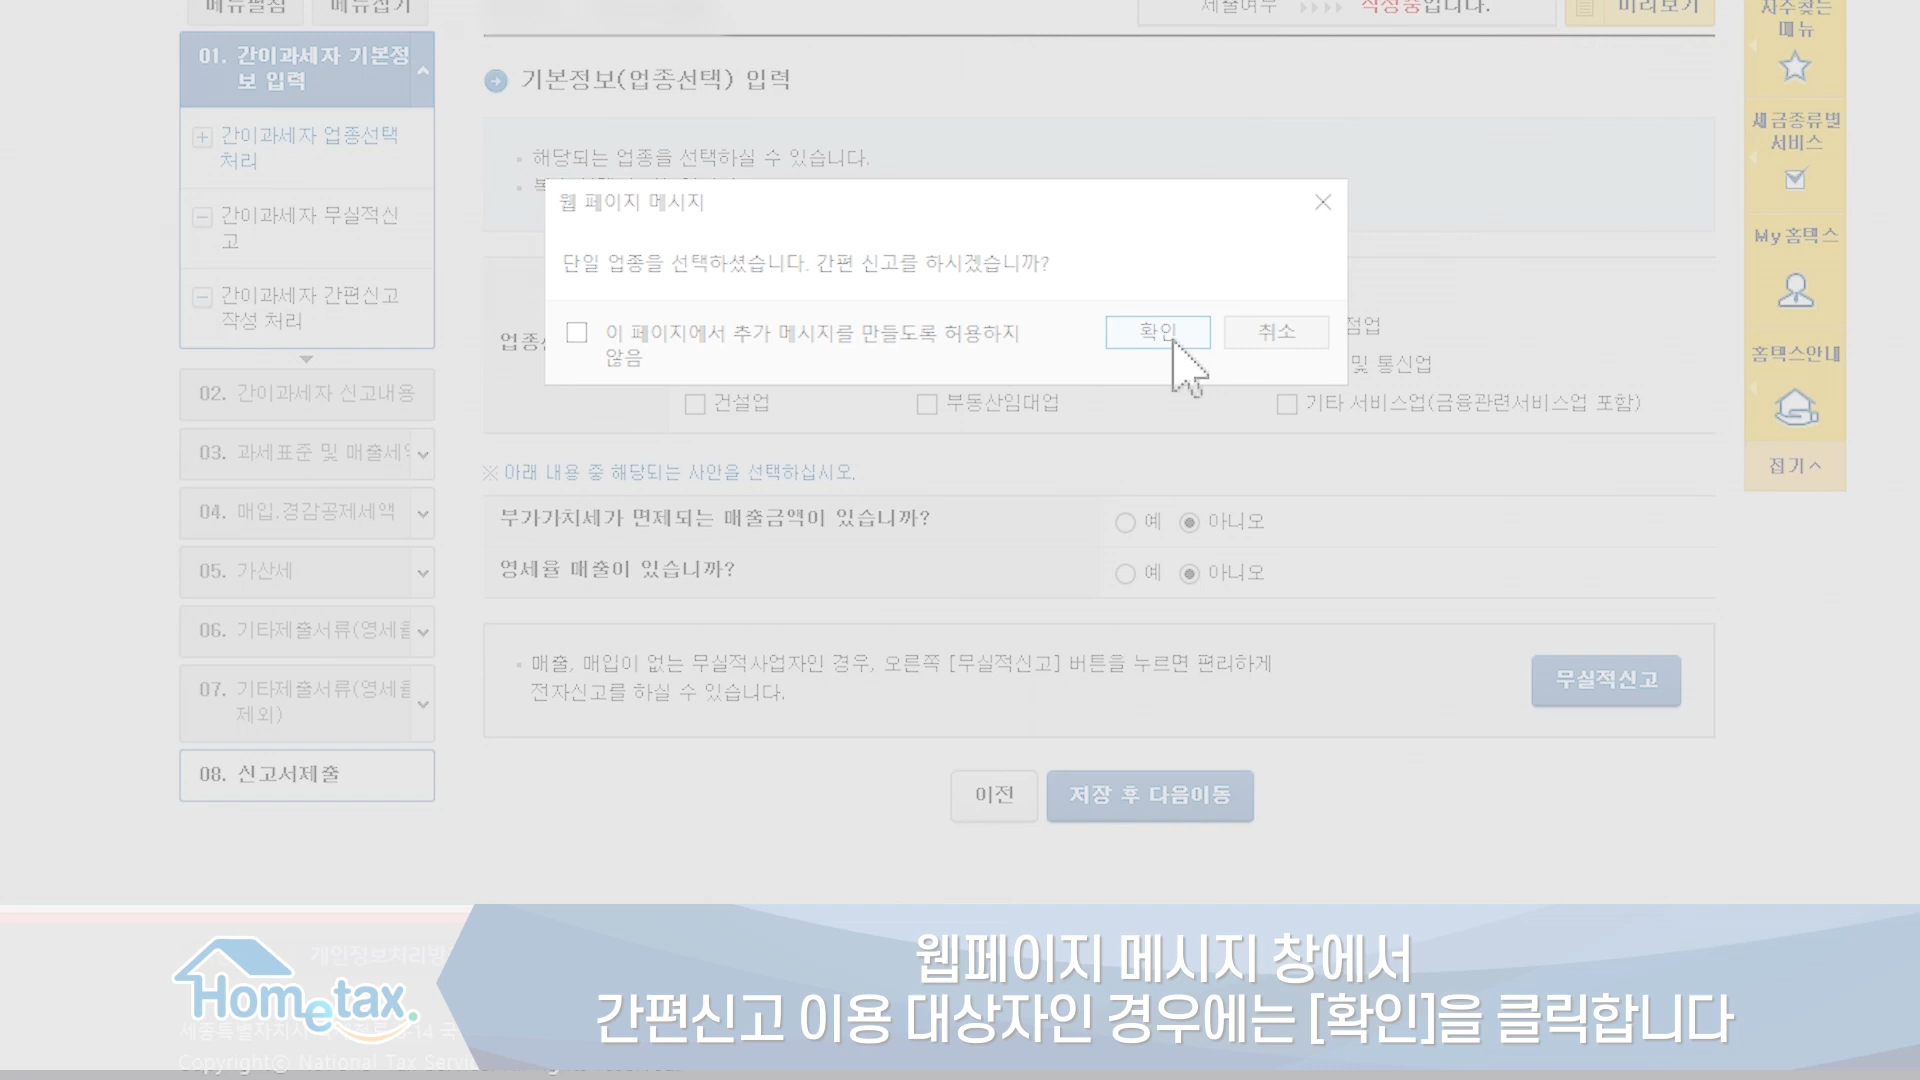 메뉴펼침
메뉴접기
01. 간이과세자 기본정
보 입력
간이과세자 업종선택
처리
간이과세자 무실적신
고
간이과세자 간편신고
작성 처리
02. 간이과세자 신고내용
03. 과세표준 및 매출세
04. 매입.경감공제세액
05. 가산세
06. 기타제출서류(영세율
07. 기타제출서류(영세율
제외)
08. 신고서제출
제출여부
작성중입니다.
미리보기
기본정보(업종선택) 입력
해당되는 업종을 선택하실 수 있습니다.
웹 페이지 메시지
단일 업종을 선택하셨습니다. 간편 신고를 하시겠습니까?
이 페이지에서 추가 메시지를 만들도록 허용하지
않음
확인
취소
점업
및 통신업
건설업
부동산임대업
기타 서비스업(금융관련서비스업 포함)
※ 아래 내용 중 해당되는 사안을 선택하십시오.
부가가치세가 면제되는 매출금액이 있습니까?
예
아니오
영세율 매출이 있습니까?
예
아니오
매출, 매입이 없는 무실적사업자인 경우, 오른쪽 [무실적신고] 버튼을 누르면 편리하게
전자신고를 하실 수 있습니다.
무실적신고
이전
저장 후 다음이동
자주찾는
메뉴
세금종류별
서비스
My홈택스
홈택스안내
접기
개인정보처리방
Hometax.
Copyright© National Tax Servi
웹페이지 메시지 창에서
간편신고 이용 대상자인 경우에는 [확인]을 클릭합니다